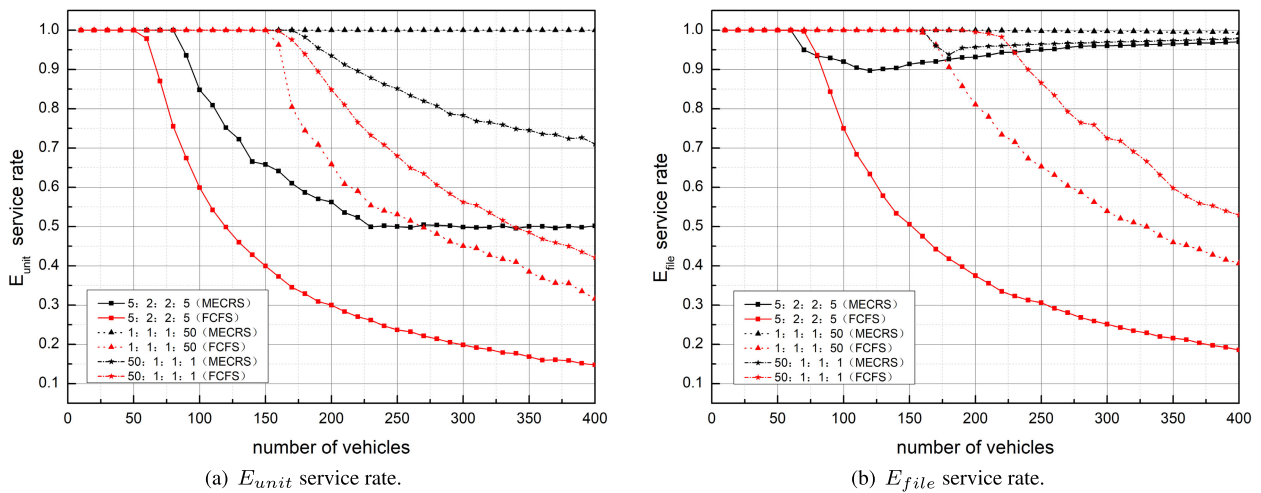 E_unit service rate
1.0
0.9
0.8
0.7
0.6
0.5
0.4
0.3
0.2
0.1
5: 2: 2: 5（MECRS）
5: 2: 2: 5（FCFS）
1: 1: 1: 50（MECRS）
1: 1: 1: 50（FCFS）
50: 1: 1: 1（MECRS）
50: 1: 1: 1（FCFS）
0 50 100 150 200 250 300 350 400
number of vehicles
(a) E_unit service rate.
E_file service rate
1.0
0.9
0.8
0.7
0.6
0.5
0.4
0.3
0.2
0.1
5: 2: 2: 5（MECRS）
5: 2: 2: 5（FCFS）
1: 1: 1: 50（MECRS）
1: 1: 1: 50（FCFS）
50: 1: 1: 1（MECRS）
50: 1: 1: 1（FCFS）
0 50 100 150 200 250 300 350 400
number of vehicles
(b) E_file service rate.